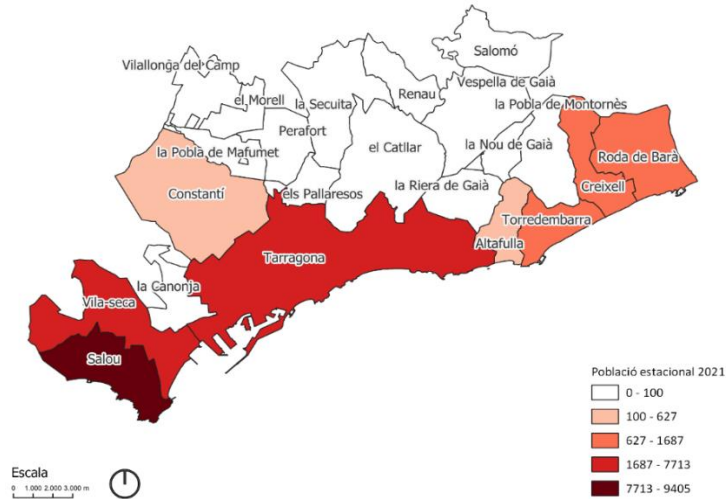 Salomó
Vilallonga del Camp
Vespella de Gaià
el Morell
la Secuita
Renau
la Pobla de Montornès
Perafort
la Pobla de Mafumet
el Catllar
la Nou de Gaià
Roda de Barà
Constantí
els Pallaresos
la Riera de Gaià
Creixell
Torredembarra
Altafulla
Tarragona
la Canonja
Vila-seca
Salou
Població estacional 2021
0 - 100
100 - 627
627 - 1687
1687 - 7713
7713 - 9405
Escala
0 1.000 2.000 3.000 m